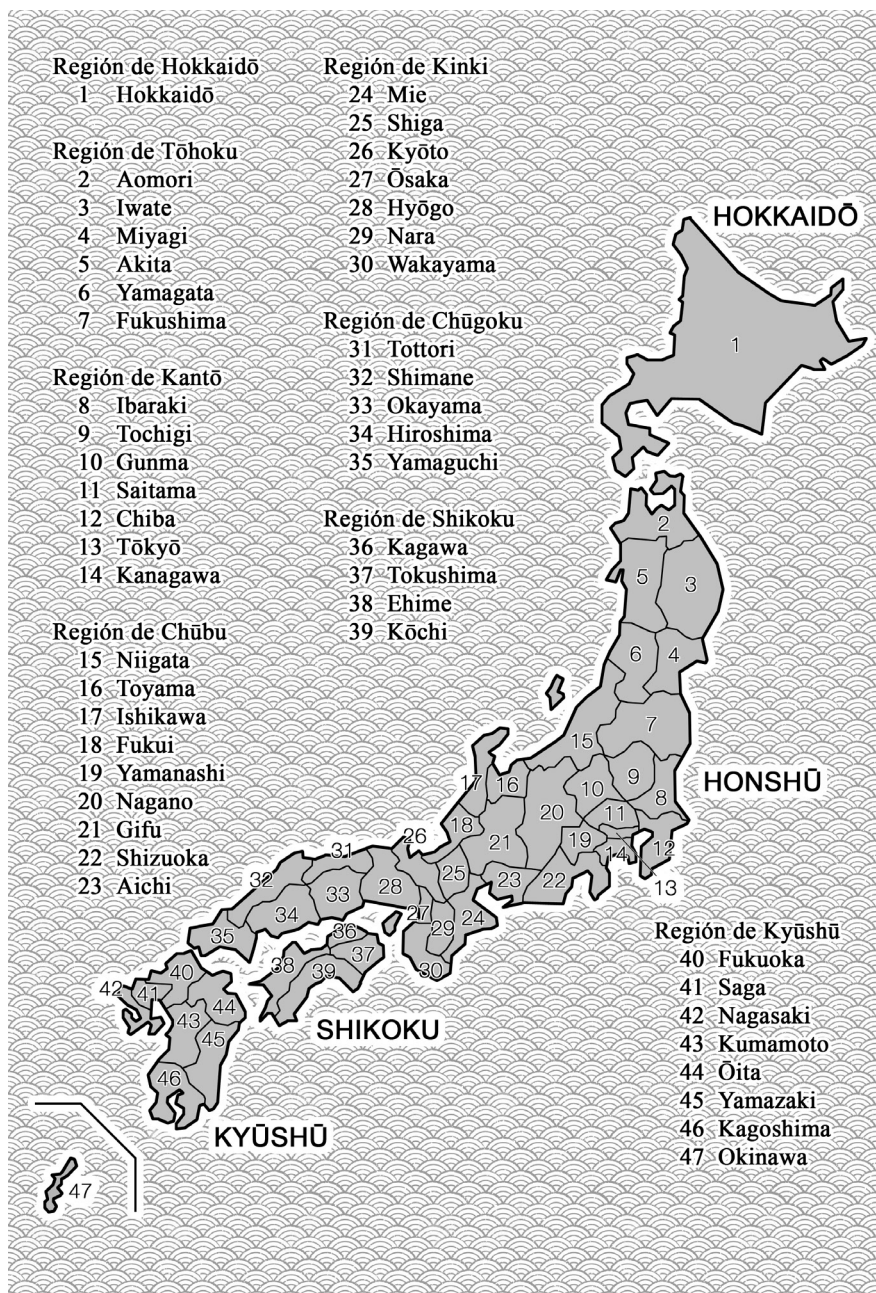 Región de Hokkaidō
1 Hokkaidō
Región de Tōhoku
2 Aomori
3 Iwate
4 Miyagi
5 Akita
6 Yamagata
7 Fukushima
Región de Kantō
8 Ibaraki
9 Tochigi
10 Gunma
11 Saitama
12 Chiba
13 Tōkyō
14 Kanagawa
Región de Chūbu
15 Niigata
16 Toyama
17 Ishikawa
18 Fukui
19 Yamanashi
20 Nagano
21 Gifu
22 Shizuoka
23 Aichi
Región de Kinki
24 Mie
25 Shiga
26 Kyōto
27 Ōsaka
28 Hyōgo
29 Nara
30 Wakayama
Región de Chūgoku
31 Tottori
32 Shimane
33 Okayama
34 Hiroshima
35 Yamaguchi
Región de Shikoku
36 Kagawa
37 Tokushima
38 Ehime
39 Kōchi
HOKKAIDŌ
1
2
5
3
6
4
7
15
HONSHŪ
17
16
10
9
8
20
11
18
21
19
14
12
13
26
31
32
33
28
25
23
22
34
27
29
24
35
36
37
30
38
39
SHIKOKU
42
41
40
44
43
45
46
KYŪSHŪ
47
Región de Kyūshū
40 Fukuoka
41 Saga
42 Nagasaki
43 Kumamoto
44 Ōita
45 Yamazaki
46 Kagoshima
47 Okinawa